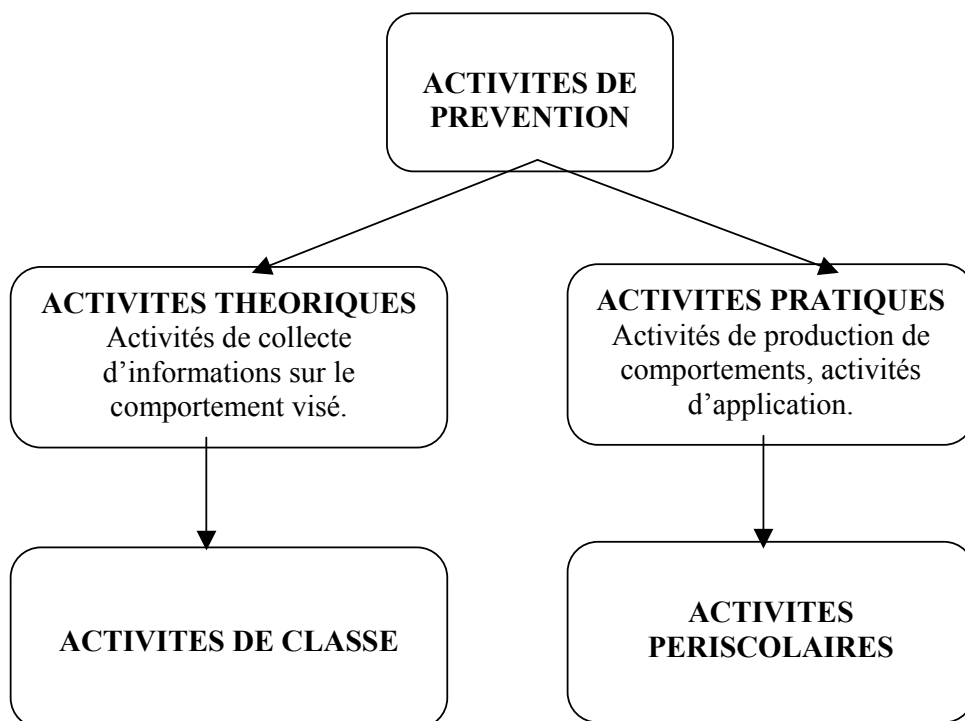 ACTIVITES DE
PREVENTION
ACTIVITES THEORIQUES
Activités de collecte
d’informations sur le
comportement visé.
ACTIVITES PRATIQUES
Activités de production de
comportements, activités
d’application.
ACTIVITES DE CLASSE
ACTIVITES
PERISCOLAIRES